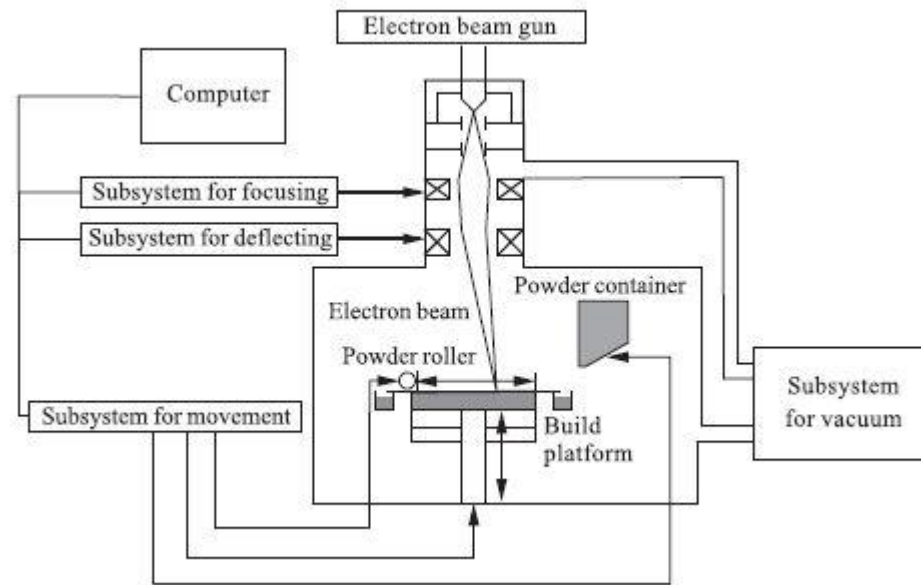 Electron beam gun
Computer
Subsystem for focusing
Subsystem for deflecting
Powder container
Electron beam
Powder roller
Subsystem
for vacuum
Subsystem for movement
Build
platform